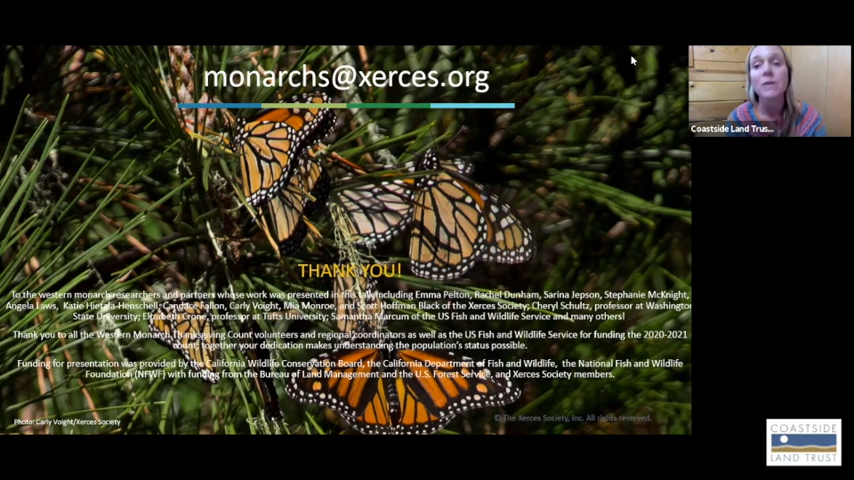 monarchs@xerces.org
Coastside Land Trus...
THANK YOU!
To the western monarch researchers and partners whose work was presented in this talk including Emma Pelton, Rachel Dunham, Sarina Jepson, Stephanie McKnight,
Angela Laws, Katie Hietala-Henschell, Candace Fallon, Carly Voight, Mia Monroe, and Scott Hoffman Black of the Xerces Society; Cheryl Schultz, professor at Washington
State University; Elizabeth Crone, professor at Tufts University; Samantha Marcum of the US Fish and Wildlife Service and many others!
Thank you to all the Western Monarch Thanksgiving Count volunteers and regional coordinators as well as the US Fish and Wildlife Service for funding the 2020-2021
count; together your dedication makes understanding the population's status possible.
Funding for presentation was provided by the California Wildlife Conservation Board, the California Department of Fish and Wildlife, the National Fish and Wildlife
Foundation (NFWF) with funding from the Bureau of Land Management and the U.S. Forest Service, and Xerces Society members.
Photo: Carly Voight/Xerces Society
© The Xerces Society, Inc. All rights reserved.
COASTSIDE
LAND TRUST